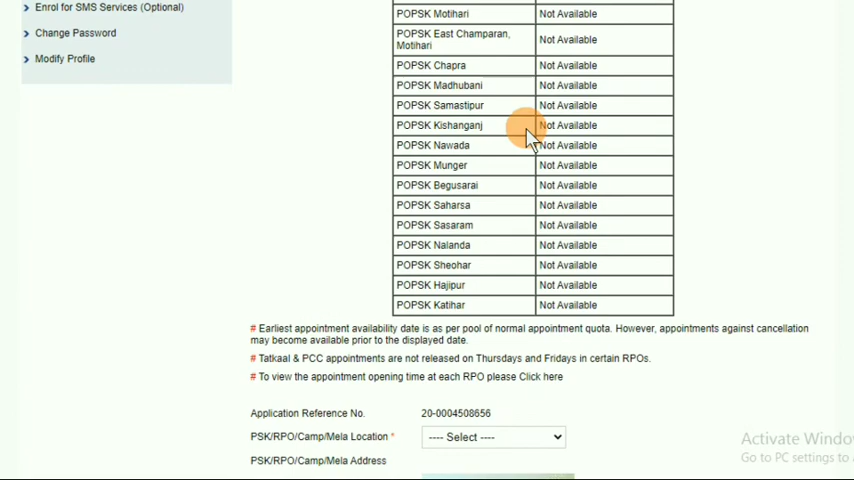 Enrol for SMS Services (Optional)
Change Password
Modify Profile
POPSK Motihari Not Available
POPSK East Champaran, Motihari Not Available
POPSK Chapra Not Available
POPSK Madhubani Not Available
POPSK Samastipur Not Available
POPSK Kishanganj Not Available
POPSK Nawada Not Available
POPSK Munger Not Available
POPSK Begusarai Not Available
POPSK Saharsa Not Available
POPSK Sasaram Not Available
POPSK Nalanda Not Available
POPSK Sheohar Not Available
POPSK Hajipur Not Available
POPSK Katihar Not Available
# Earliest appointment availability date is as per pool of normal appointment quota. However, appointments against cancellation
may become available prior to the displayed date.
# Tatkaal & PCC appointments are not released on Thursdays and Fridays in certain RPOs.
# To view the appointment opening time at each RPO please Click here
Application Reference No. 20-0004508656
PSK/RPO/Camp/Mela Location * ---- Select ----
PSK/RPO/Camp/Mela Address
Activate Windo
Go to PC settings to